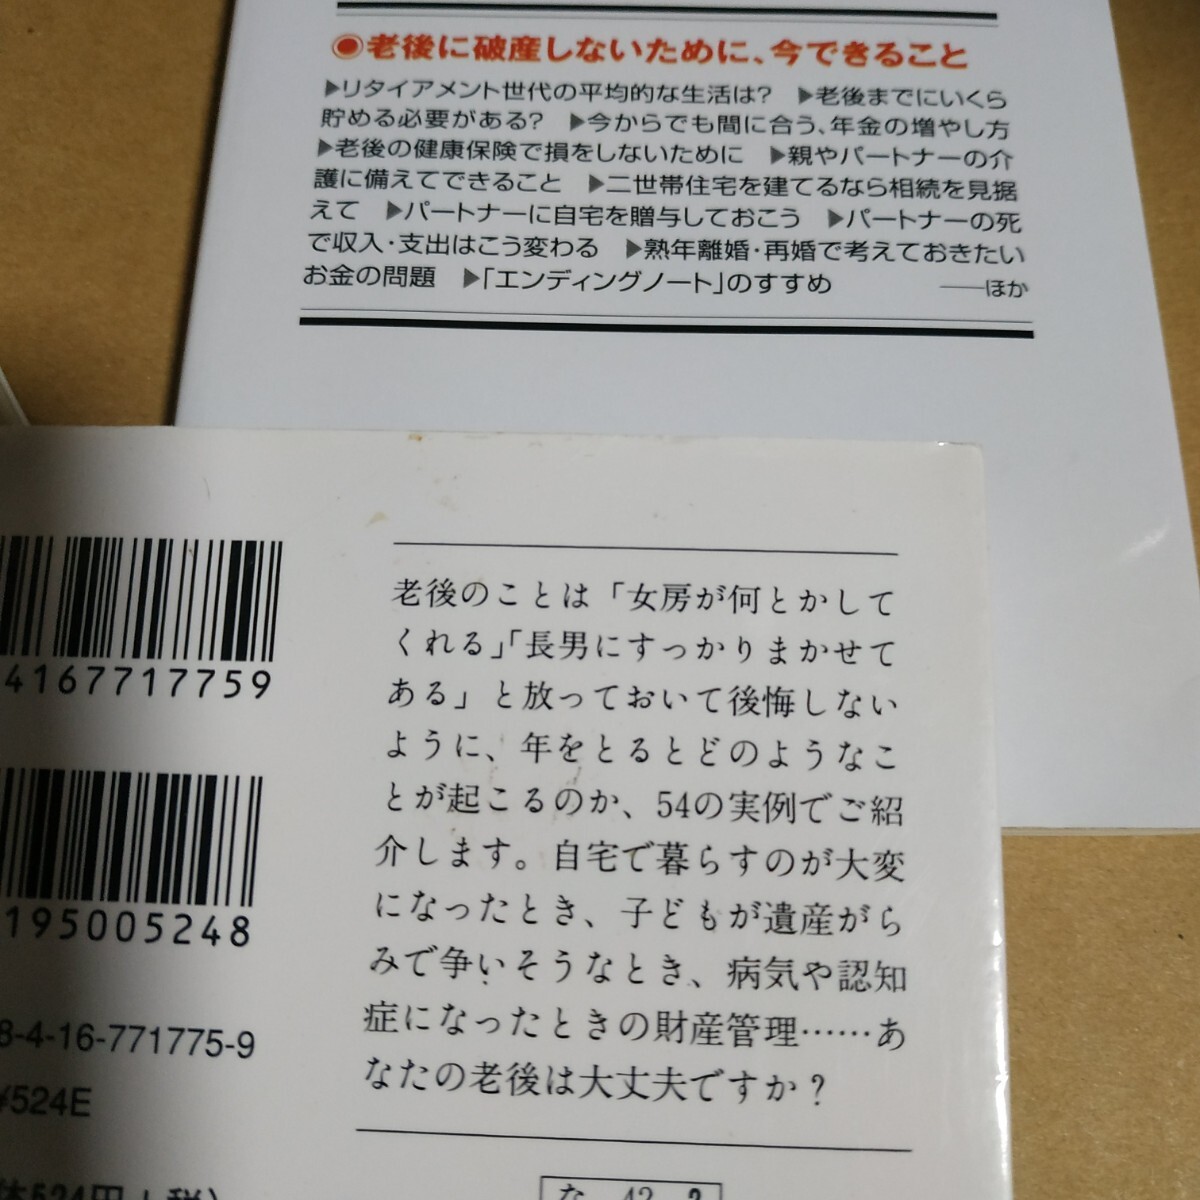 ◉老後に破産しないために、今できること
▶リタイアメント世代の平均的な生活は? ▶老後までにいくら
貯める必要がある? ▶今からでも間に合う、年金の増やし方
▶老後の健康保険で損をしないために ▶親やパートナーの介
護に備えてできること ▶二世帯住宅を建てるなら相続を見据
えて ▶パートナーに自宅を贈与しておこう ▶パートナーの死
で収入・支出はこう変わる ▶熟年離婚・再婚で考えておきたい
お金の問題 ▶「エンディングノート」のすすめ ――ほか
4167717759
195005248
8-4-16-771775-9
¥524E
体524円+税)
老後のことは「女房が何とかして
くれる」「長男にすっかりまかせて
ある」と放っておいて後悔しない
ように、年をとるとどのようなこ
とが起こるのか、54の実例でご紹
介します。自宅で暮らすのが大変
になったとき、子どもが遺産がら
みで争いそうなとき、病気や認知
症になったときの財産管理……あ
なたの老後は大丈夫ですか?
な 42 2